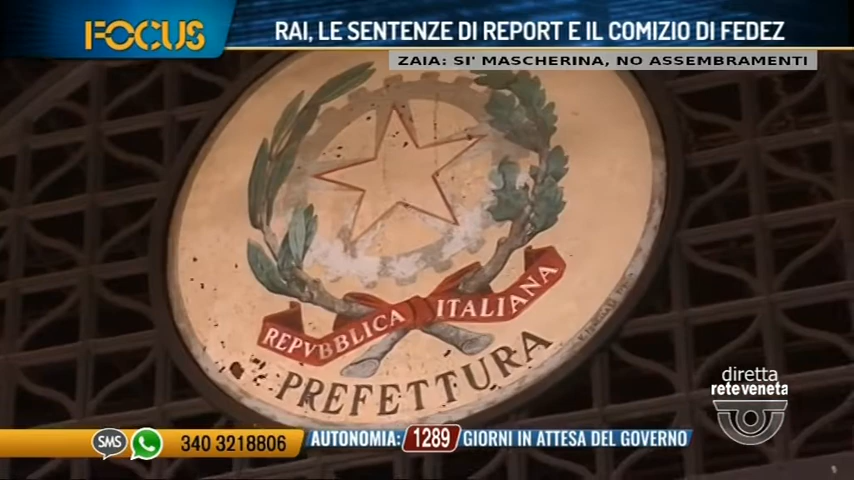 FOCUS
RAI, LE SENTENZE DI REPORT E IL COMIZIO DI FEDEZ
ZAIA: SI' MASCHERINA, NO ASSEMBRAMENTI
REPVBBLICA ITALIANA
PREFETTURA
diretta
reteveneta
SMS 340 3218806
AUTONOMIA: 1289 GIORNI IN ATTESA DEL GOVERNO